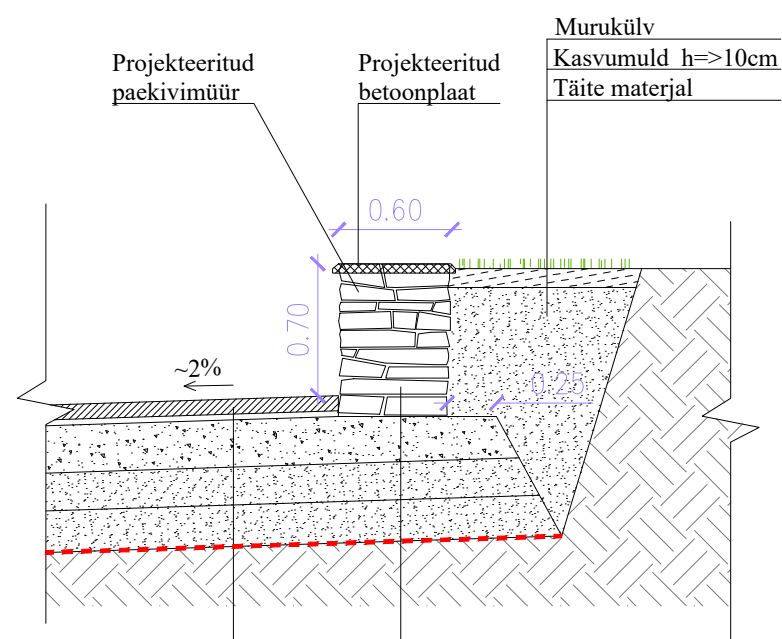 Murukülv
Kasvumuld h=>10cm
Täite materjal
Projekteeritud
paekivimüür
Projekteeritud
betoonplaat
0.60
0.70
~2%
0.25